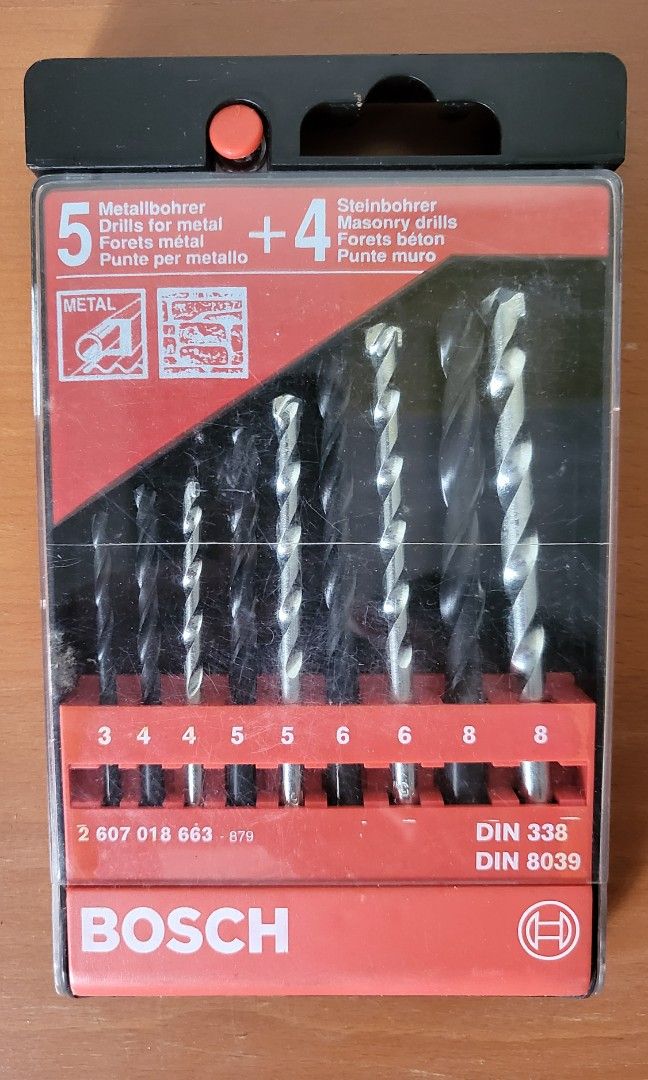 5 Metallbohrer
Drills for metal
Forets métal
Punte per metallo
+ 4 Steinbohrer
Masonry drills
Forets béton
Punte muro
METAL
3 4 4 5 5 6 6 8 8
2 607 018 663 - 879
DIN 338
DIN 8039
BOSCH